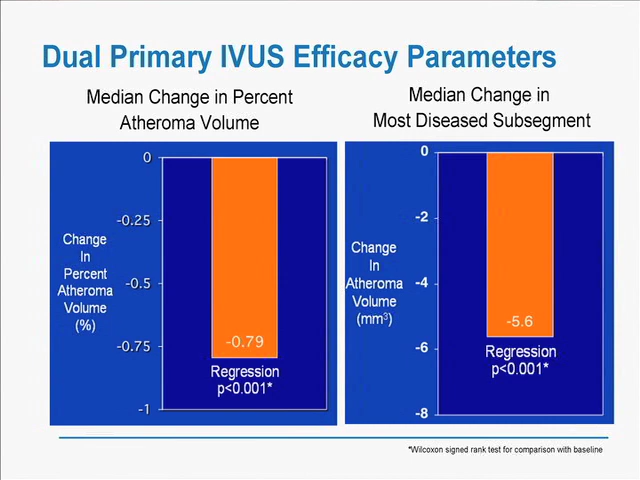 Dual Primary IVUS Efficacy Parameters
Median Change in Percent
Atheroma Volume
0
-0.25
-0.5
-0.75
-1
Change
In
Percent
Atheroma
Volume
(%)
-0.79
Regression
p<0.001*
Median Change in
Most Diseased Subsegment
0
-2
-4
-6
-8
Change
In
Atheroma
Volume
(mm³)
-5.6
Regression
p<0.001*
*Wilcoxon signed rank test for comparison with baseline